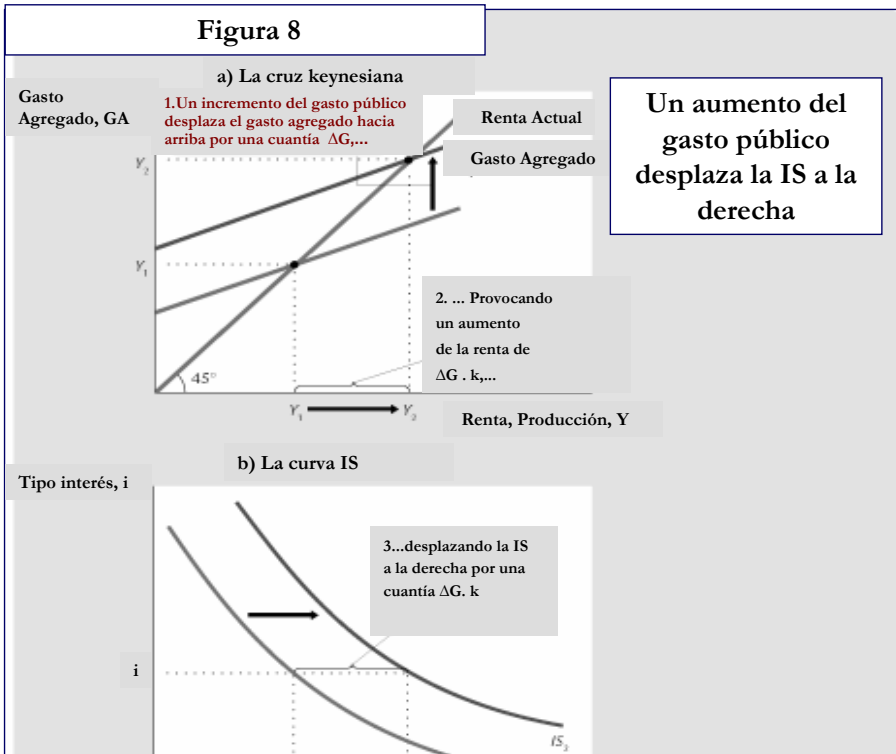 Figura 8
a) La cruz keynesiana
Gasto
Agregado, GA
1.Un incremento del gasto público
desplaza el gasto agregado hacia
arriba por una cuantía ΔG,...
Renta Actual
Gasto Agregado
Un aumento del
gasto público
desplaza la IS a la
derecha
Y₂
Y₁
2. ... Provocando
un aumento
de la renta de
ΔG . k,...
45°
Y₁ Y₂
Renta, Producción, Y
b) La curva IS
Tipo interés, i
3...desplazando la IS
a la derecha por una
cuantía ΔG. k
i
IS₂